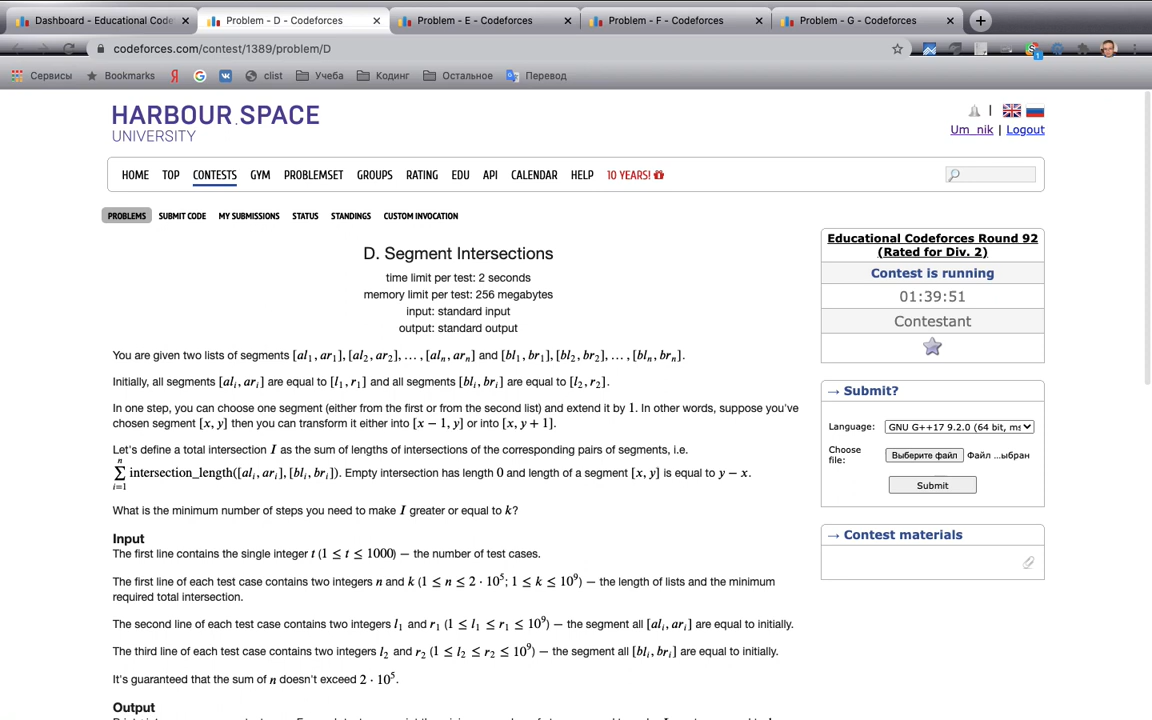 Dashboard - Educational Code
Problem - D - Codeforces
Problem - E - Codeforces
Problem - F - Codeforces
Problem - G - Codeforces
codeforces.com/contest/1389/problem/D
Сервисы
Bookmarks
clist
Учеба
Кодинг
Остальное
Перевод
HARBOUR.SPACE
UNIVERSITY
Um_nik | Logout
HOME TOP CONTESTS GYM PROBLEMSET GROUPS RATING EDU API CALENDAR HELP 10 YEARS!
PROBLEMS SUBMIT CODE MY SUBMISSIONS STATUS STANDINGS CUSTOM INVOCATION
D. Segment Intersections
time limit per test: 2 seconds
memory limit per test: 256 megabytes
input: standard input
output: standard output
You are given two lists of segments [al₁, ar₁], [al₂, ar₂], … , [alₙ, arₙ] and [bl₁, br₁], [bl₂, br₂], … , [blₙ, brₙ].
Initially, all segments [alᵢ, arᵢ] are equal to [l₁, r₁] and all segments [blᵢ, brᵢ] are equal to [l₂, r₂].
In one step, you can choose one segment (either from the first or from the second list) and extend it by 1. In other words, suppose you've
chosen segment [x, y] then you can transform it either into [x − 1, y] or into [x, y + 1].
Let's define a total intersection I as the sum of lengths of intersections of the corresponding pairs of segments, i.e.
n
∑ intersection_length([alᵢ, arᵢ], [blᵢ, brᵢ]). Empty intersection has length 0 and length of a segment [x, y] is equal to y − x.
i=1
What is the minimum number of steps you need to make I greater or equal to k?
Input
The first line contains the single integer t (1 ≤ t ≤ 1000) — the number of test cases.
The first line of each test case contains two integers n and k (1 ≤ n ≤ 2 · 10⁵; 1 ≤ k ≤ 10⁹) — the length of lists and the minimum
required total intersection.
The second line of each test case contains two integers l₁ and r₁ (1 ≤ l₁ ≤ r₁ ≤ 10⁹) — the segment all [alᵢ, arᵢ] are equal to initially.
The third line of each test case contains two integers l₂ and r₂ (1 ≤ l₂ ≤ r₂ ≤ 10⁹) — the segment all [blᵢ, brᵢ] are equal to initially.
It's guaranteed that the sum of n doesn't exceed 2 · 10⁵.
Output
Educational Codeforces Round 92
(Rated for Div. 2)
Contest is running
01:39:51
Contestant
→ Submit?
Language: GNU G++17 9.2.0 (64 bit, ms
Choose
file: Выберите файл Файл ...ыбран
Submit
→ Contest materials